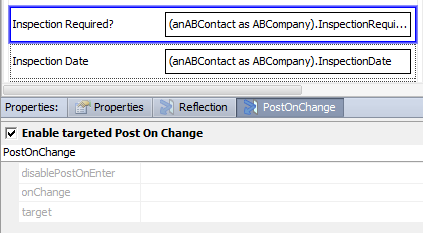 Inspection Required? (anABContact as ABCompany).InspectionRequi...
Inspection Date (anABContact as ABCompany).InspectionDate
Properties: Properties Reflection PostOnChange
Enable targeted Post On Change
PostOnChange
disablePostOnEnter
onChange
target